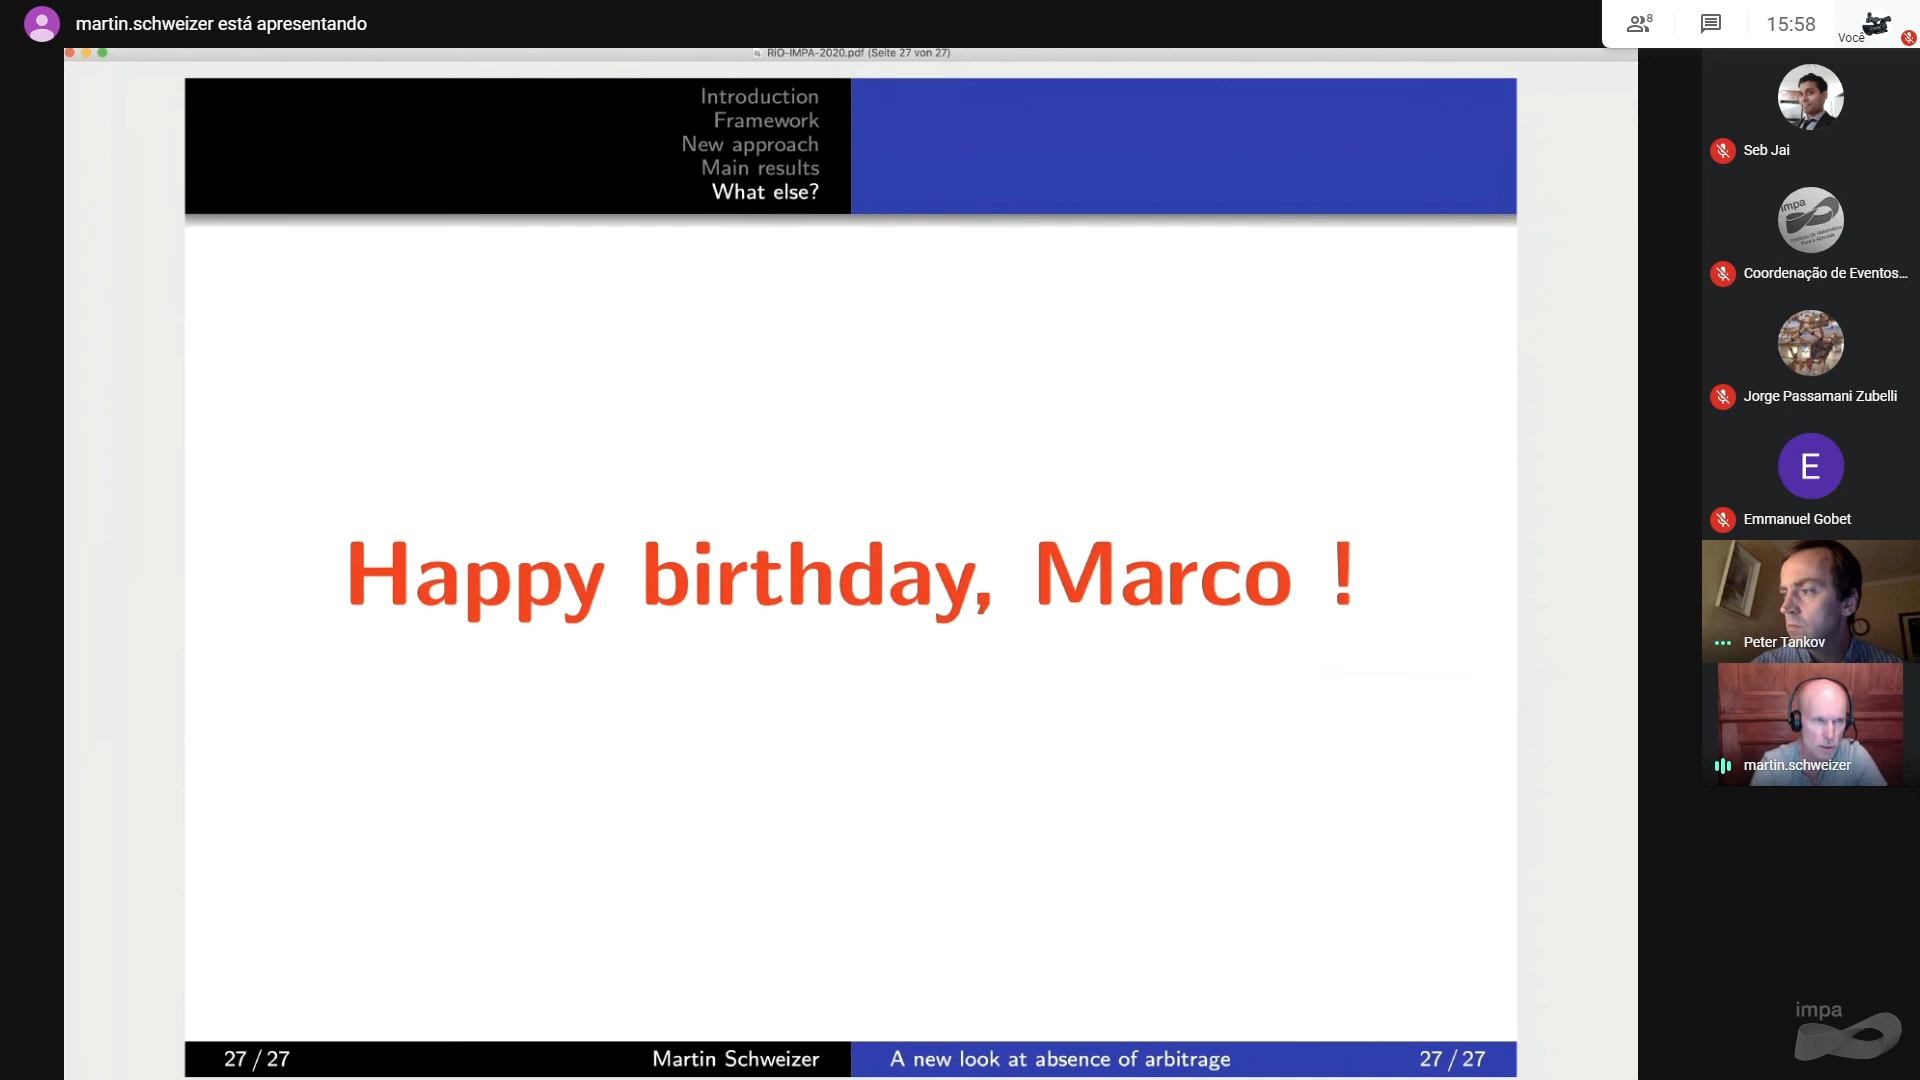 martin.schweizer está apresentando
8
15:58
Você
RiO-IMPA-2020.pdf (Seite 27 von 27)
Introduction
Framework
New approach
Main results
What else?
Happy birthday, Marco !
27 / 27
Martin Schweizer
A new look at absence of arbitrage
27 / 27
Seb Jai
impa
Coordenação de Eventos...
Jorge Passamani Zubelli
E
Emmanuel Gobet
Peter Tankov
martin.schweizer
impa